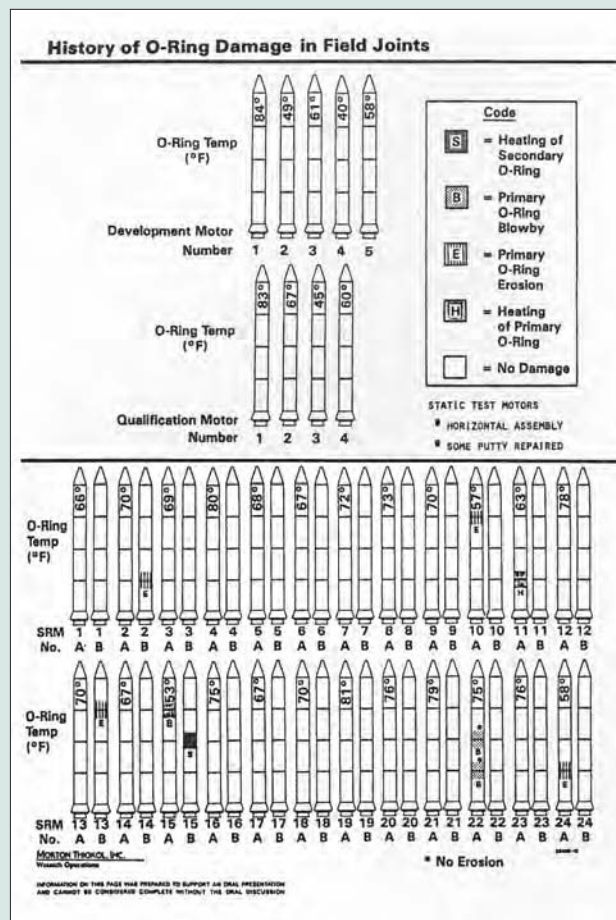 History of O-Ring Damage in Field Joints
84° 49° 61° 40° 58°
O-Ring Temp
(°F)
Development Motor
Number 1 2 3 4 5
83° 67° 45° 60°
O-Ring Temp
(°F)
Qualification Motor
Number 1 2 3 4
Code
S = Heating of
Secondary
O-Ring
B = Primary
O-Ring
Blowby
E = Primary
O-Ring
Erosion
H = Heating
of Primary
O-Ring
= No Damage
STATIC TEST MOTORS
* HORIZONTAL ASSEMBLY
* SOME PUTTY REPAIRED
66° 70° 69° 80° 68° 67° 72° 73° 70° 57° 63° 78°
O-Ring
Temp
(°F)
E E H
SRM 1 1 2 2 3 3 4 4 5 5 6 6 7 7 8 8 9 9 10 10 11 11 12 12
No. A B A B A B A B A B A B A B A B A B A B A B A B
70° 67° 53° 75° 67° 70° 81° 76° 79° 75° 76° 58°
O-Ring
Temp
(°F)
E B S * B * B E
SRM 13 13 14 14 15 15 16 16 17 17 18 18 19 19 20 20 21 21 22 22 23 23 24 24
No. A B A B A B A B A B A B A B A B A B A B A B A B
MORTON THIOKOL, INC.
Wasatch Operations
* No Erosion
INFORMATION ON THIS PAGE WAS PREPARED TO SUPPORT AN ORAL PRESENTATION
AND CANNOT BE CONSIDERED COMPLETE WITHOUT THE ORAL DISCUSSION